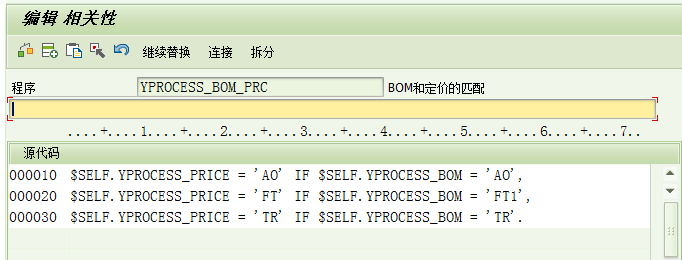 编辑 相关性
继续替换 连接 拆分
程序 YPROCESS_BOM_PRC BOM和定价的匹配
....+....1....+....2....+....3....+....4....+....5....+....6....+....7..
源代码
000010 $SELF.YPROCESS_PRICE = 'AO' IF $SELF.YPROCESS_BOM = 'AO',
000020 $SELF.YPROCESS_PRICE = 'FT' IF $SELF.YPROCESS_BOM = 'FT1',
000030 $SELF.YPROCESS_PRICE = 'TR' IF $SELF.YPROCESS_BOM = 'TR'.